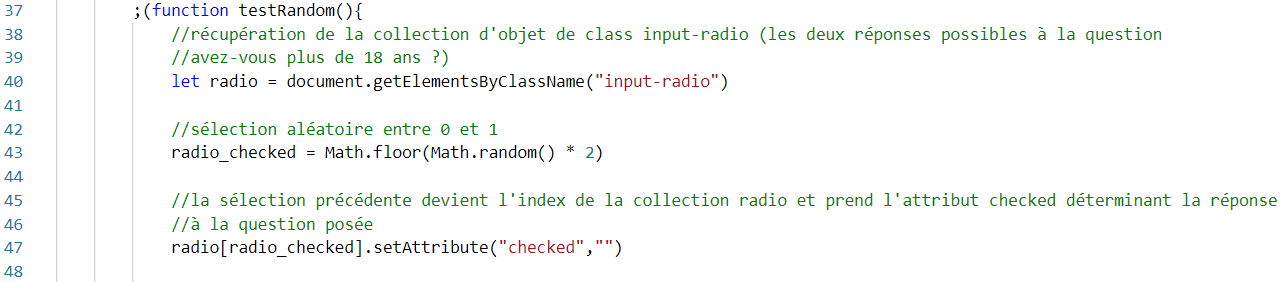 37 ;(function testRandom(){
38 //récupération de la collection d'objet de class input-radio (les deux réponses possibles à la question
39 //avez-vous plus de 18 ans ?)
40 let radio = document.getElementsByClassName("input-radio")
41
42 //sélection aléatoire entre 0 et 1
43 radio_checked = Math.floor(Math.random() * 2)
44
45 //la sélection précédente devient l'index de la collection radio et prend l'attribut checked déterminant la réponse
46 //à la question posée
47 radio[radio_checked].setAttribute("checked","")
48